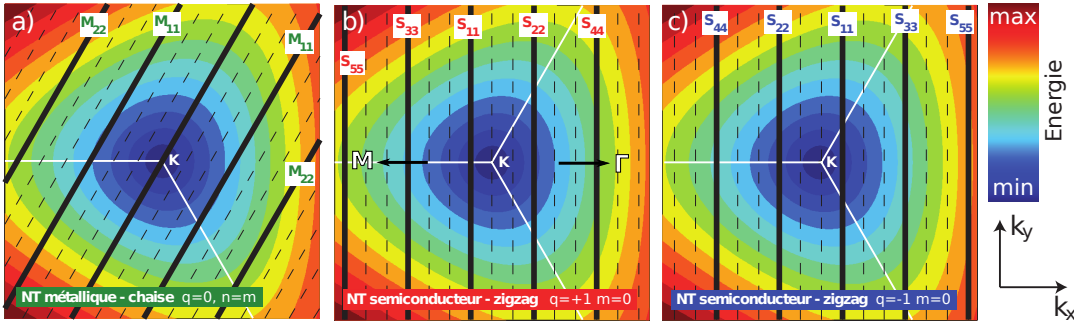 a)
M22
M11
M11
M22
K
NT métallique - chaise q=0, n=m
b)
S33
S11
S22
S44
S55
M
K
Γ
NT semiconducteur - zigzag q=+1 m=0
c)
S44
S22
S11
S33
S55
K
NT semiconducteur - zigzag q=-1 m=0
max
Energie
min
ky
kx